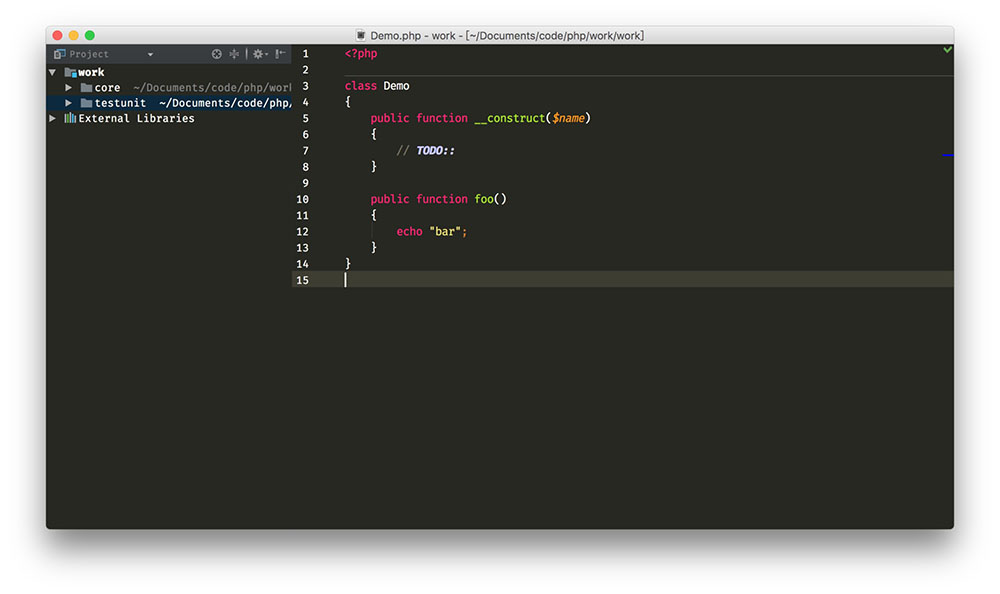 Demo.php - work - [~/Documents/code/php/work/work]
Project
work
core ~/Documents/code/php/work
testunit ~/Documents/code/php/
External Libraries
1 <?php
2
3 class Demo
4 {
5     public function __construct($name)
6     {
7         // TODO::
8     }
9
10     public function foo()
11     {
12         echo "bar";
13     }
14 }
15